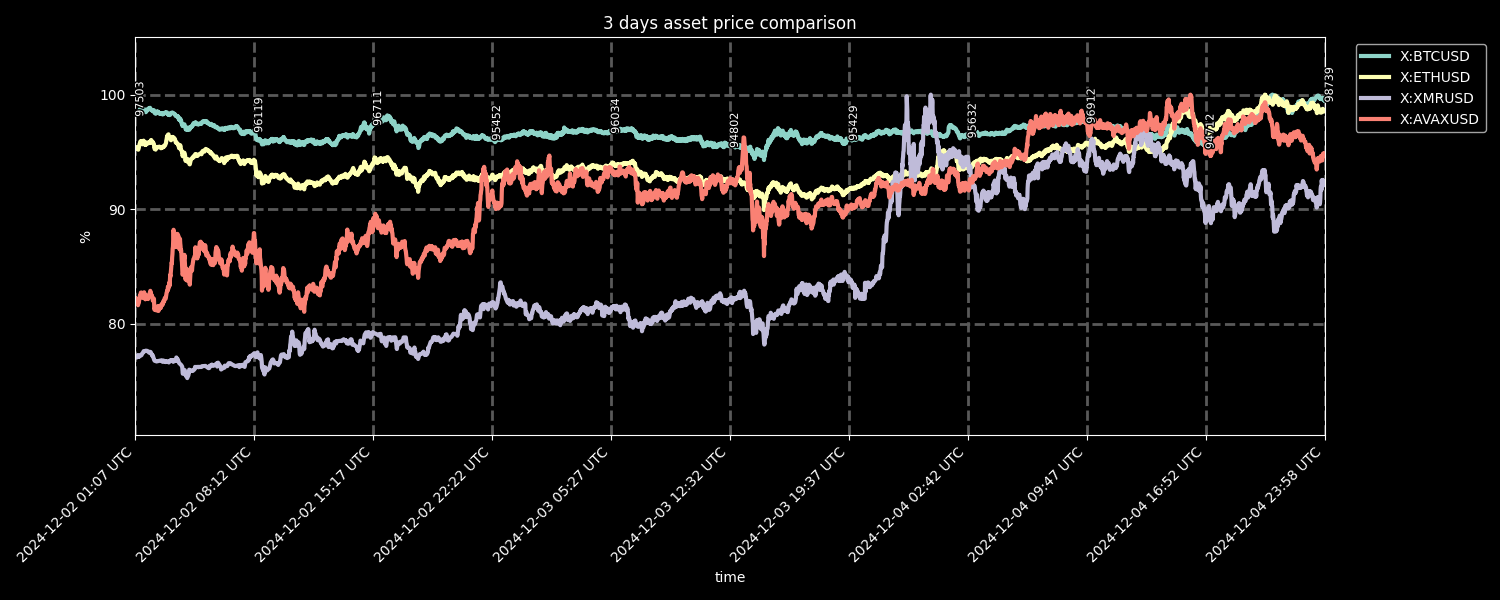 3 days asset price comparison
X:BTCUSD
X:ETHUSD
X:XMRUSD
X:AVAXUSD
100
90
80
%
97503
96119
96711
95452
96034
94802
95429
95632
96912
94712
98739
2024-12-02 01:07 UTC
2024-12-02 08:12 UTC
2024-12-02 15:17 UTC
2024-12-02 22:22 UTC
2024-12-03 05:27 UTC
2024-12-03 12:32 UTC
2024-12-03 19:37 UTC
2024-12-04 02:42 UTC
2024-12-04 09:47 UTC
2024-12-04 16:52 UTC
2024-12-04 23:58 UTC
time